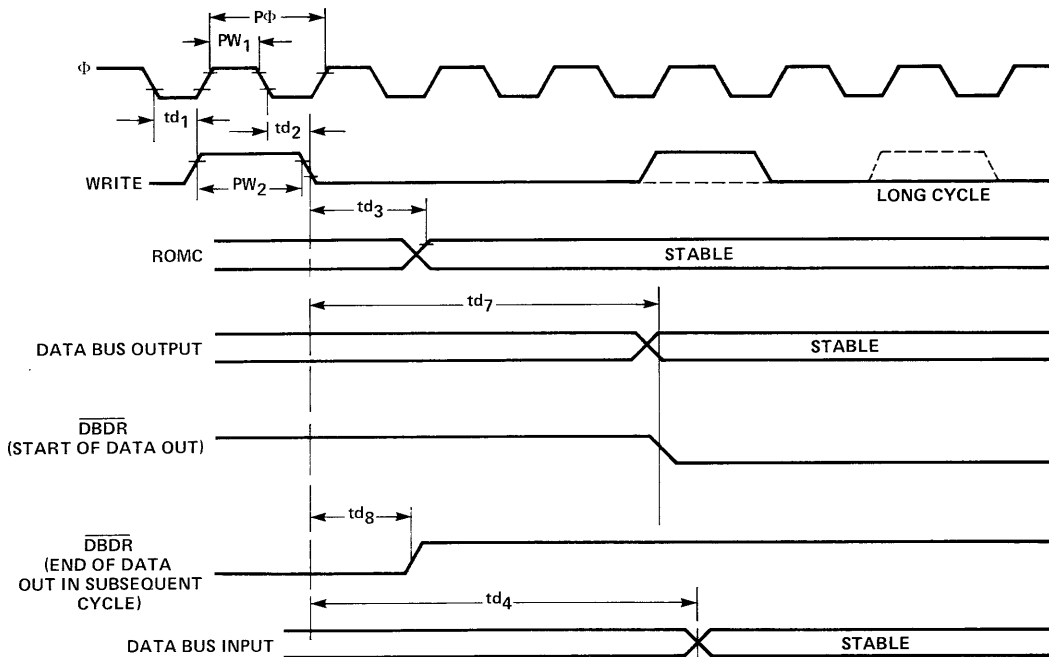 PΦ
PW1
Φ
td1
td2
WRITE
PW2
LONG CYCLE
td3
ROMC
STABLE
td7
DATA BUS OUTPUT
STABLE
DBDR
(START OF DATA OUT)
td8
DBDR
(END OF DATA
OUT IN SUBSEQUENT
CYCLE)
td4
DATA BUS INPUT
STABLE